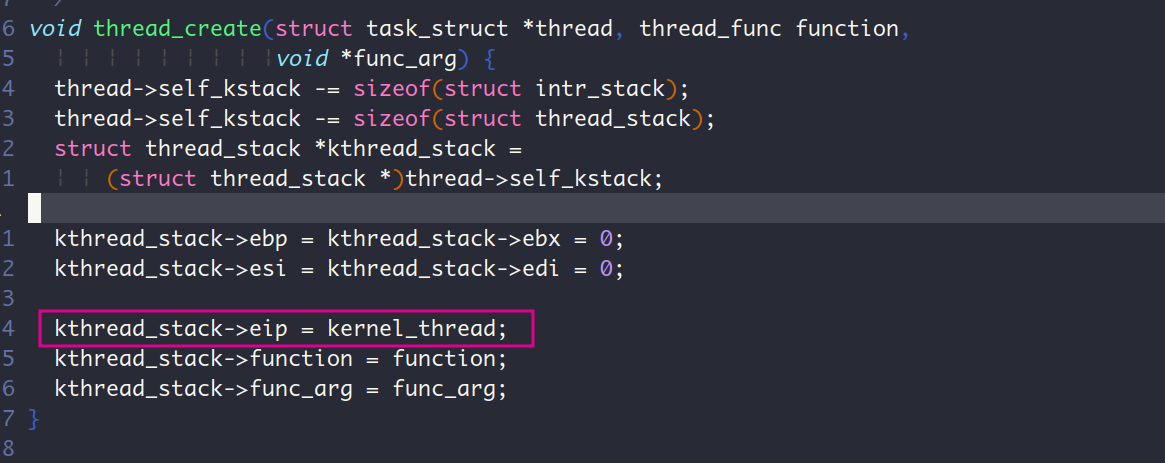 6 void thread_create(struct task_struct *thread, thread_func function,
5                    void *func_arg) {
4   thread->self_kstack -= sizeof(struct intr_stack);
3   thread->self_kstack -= sizeof(struct thread_stack);
2   struct thread_stack *kthread_stack =
1       (struct thread_stack *)thread->self_kstack;
1   kthread_stack->ebp = kthread_stack->ebx = 0;
2   kthread_stack->esi = kthread_stack->edi = 0;
3
4   kthread_stack->eip = kernel_thread;
5   kthread_stack->function = function;
6   kthread_stack->func_arg = func_arg;
7 }
8